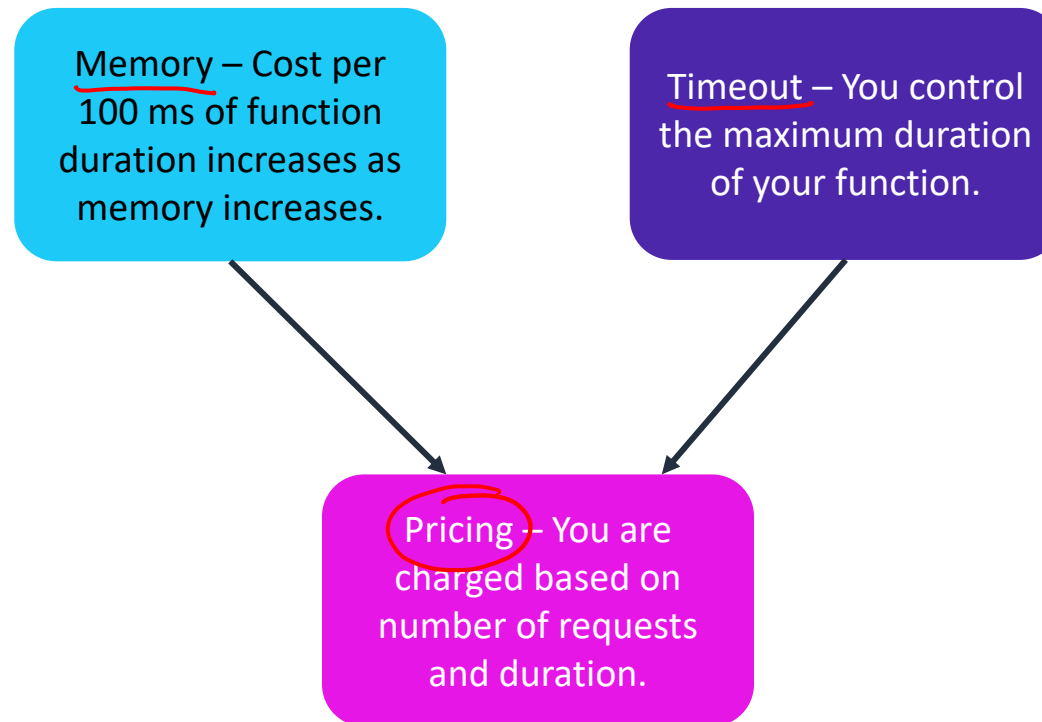 Memory – Cost per
100 ms of function
duration increases as
memory increases.
Timeout – You control
the maximum duration
of your function.
Pricing – You are
charged based on
number of requests
and duration.